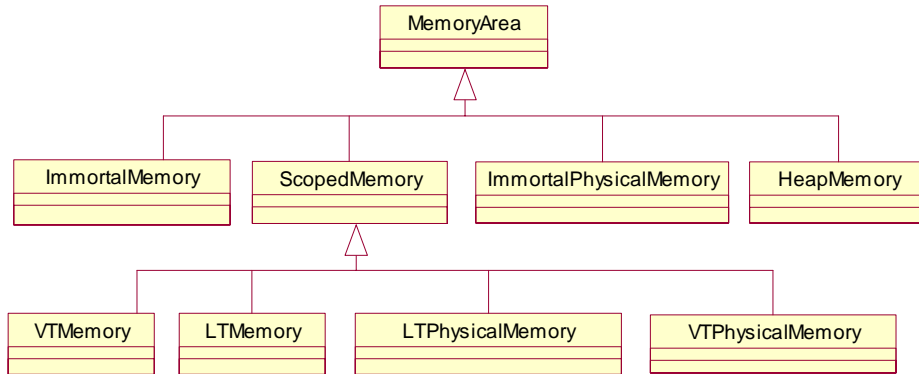 MemoryArea
ImmortalMemory
ScopedMemory
ImmortalPhysicalMemory
HeapMemory
VTMemory
LTMemory
LTPhysicalMemory
VTPhysicalMemory